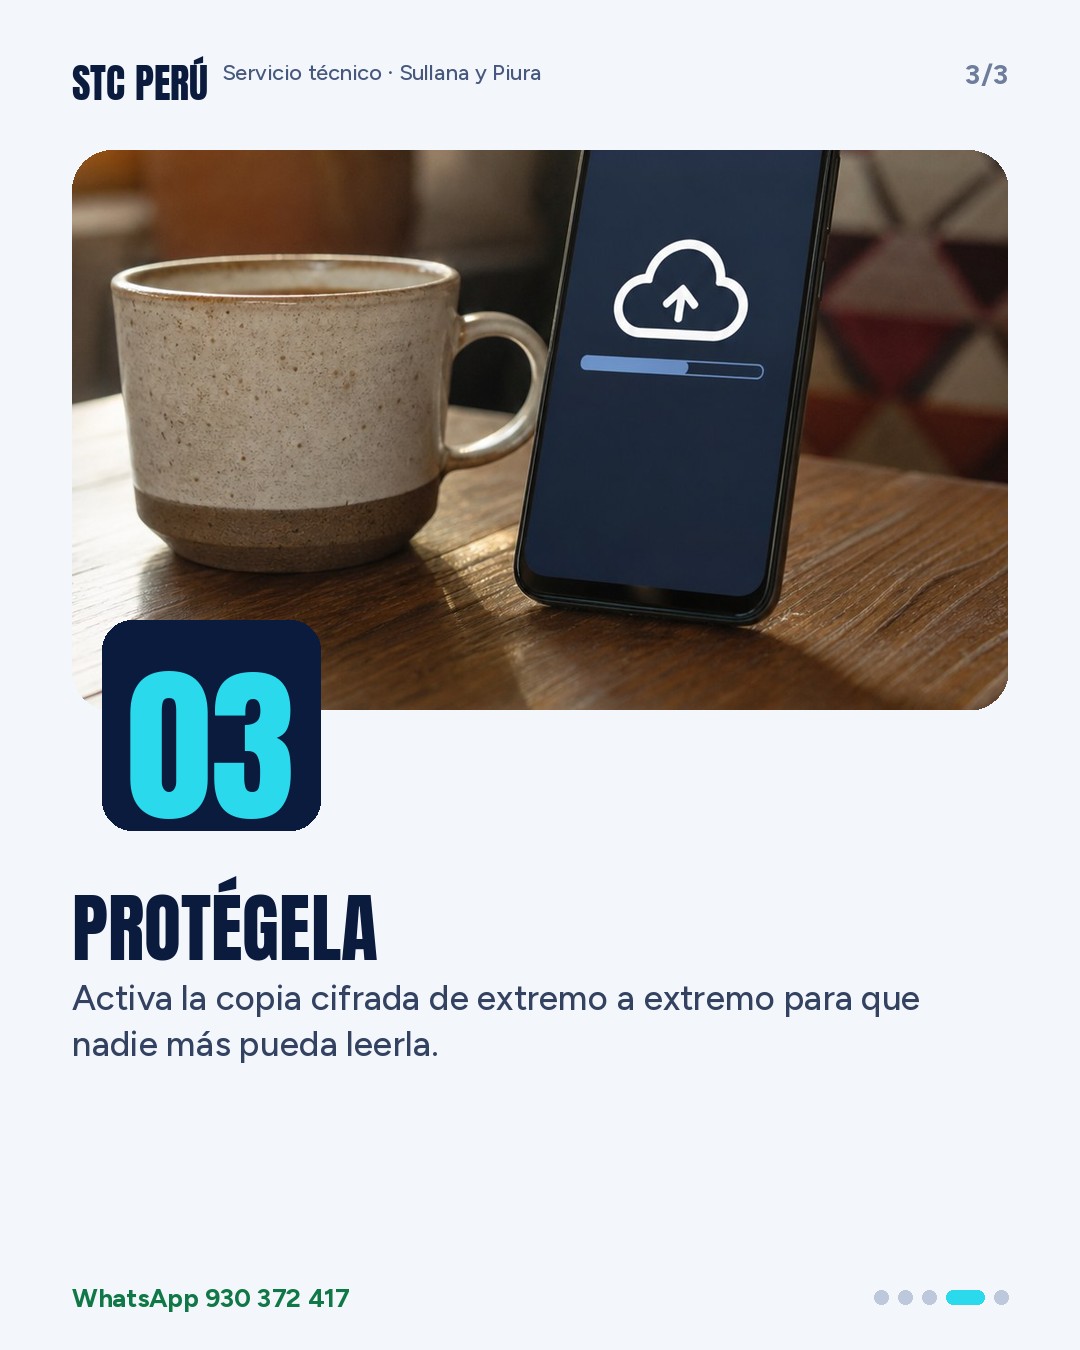 STC PERÚ Servicio técnico · Sullana y Piura
3/3
03
PROTÉGELA
Activa la copia cifrada de extremo a extremo para que
nadie más pueda leerla.
WhatsApp 930 372 417